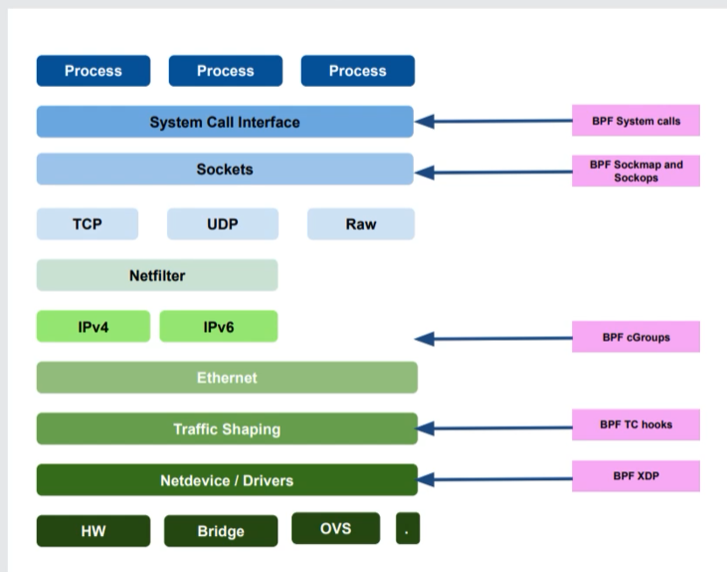 Process Process Process
System Call Interface
BPF System calls
Sockets
BPF Sockmap and
Sockops
TCP UDP Raw
Netfilter
IPv4 IPv6
BPF cGroups
Ethernet
Traffic Shaping
BPF TC hooks
Netdevice / Drivers
BPF XDP
HW Bridge OVS .